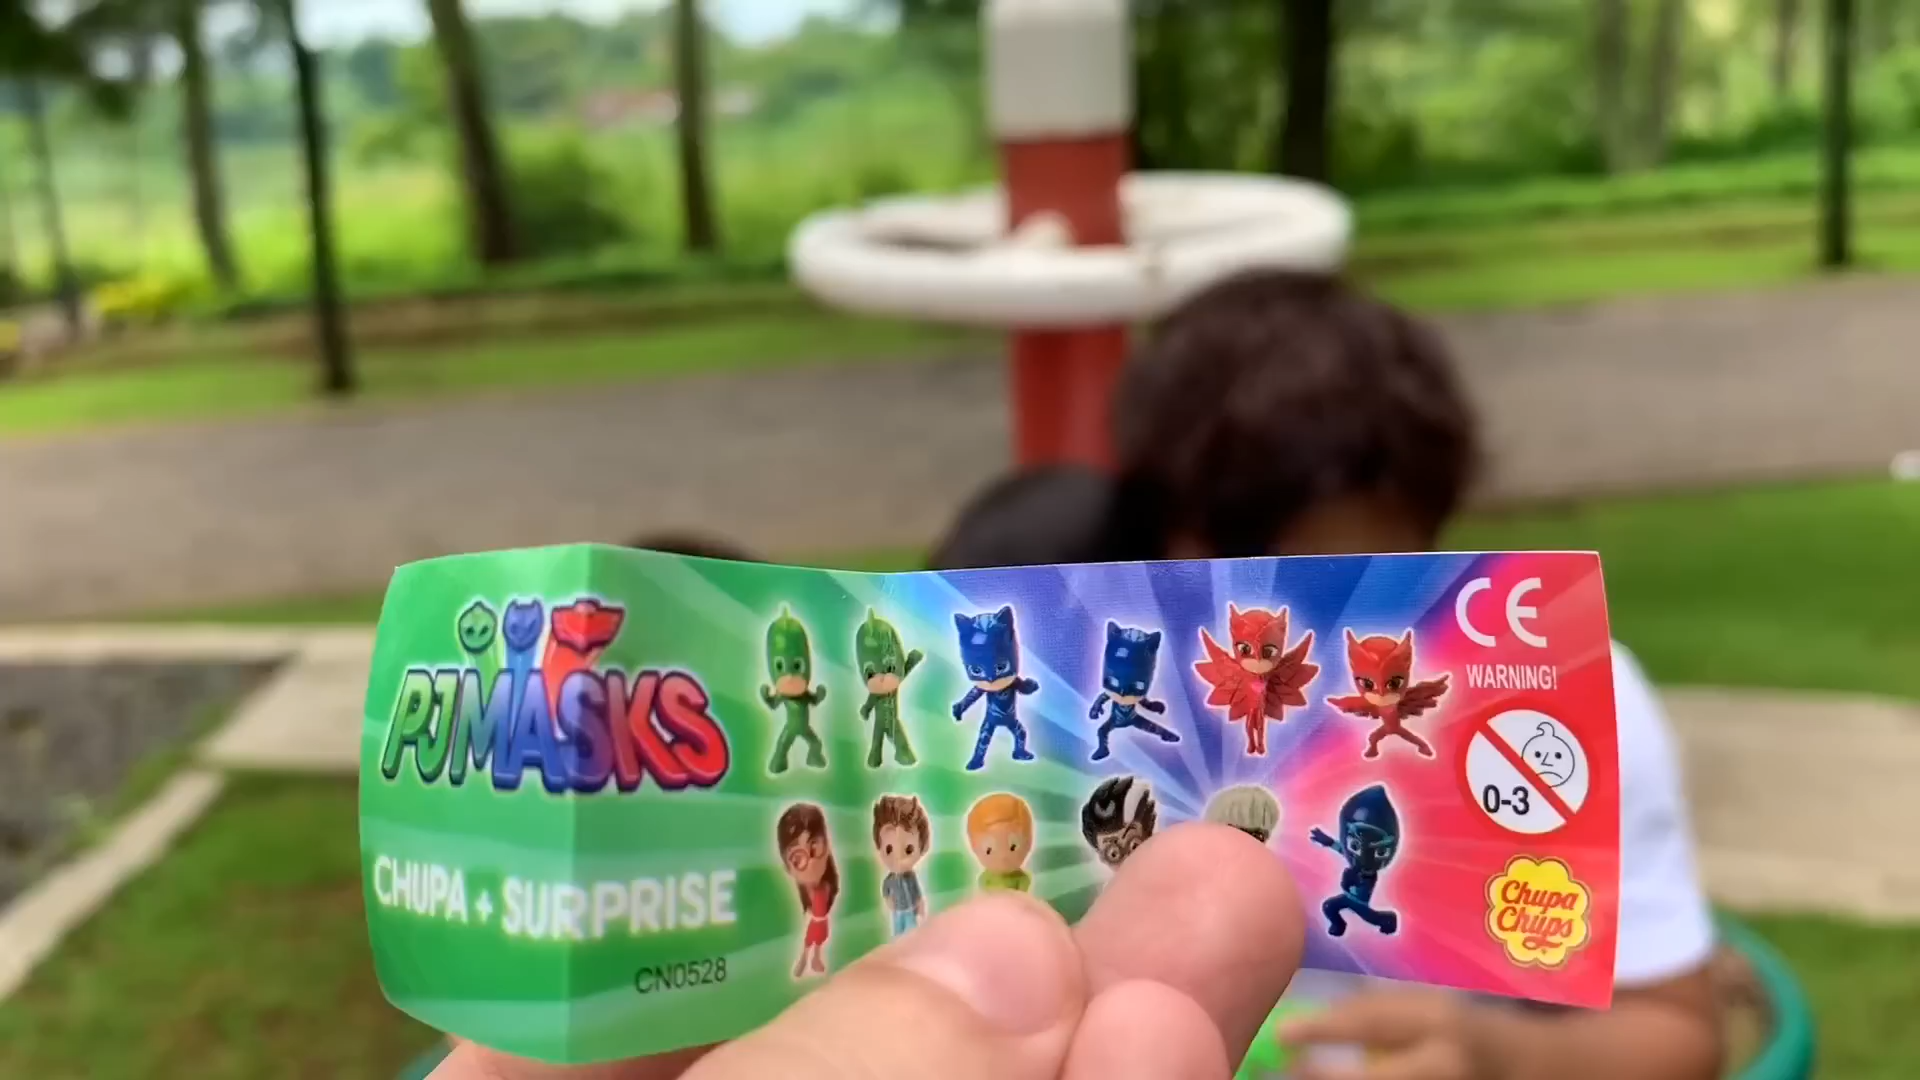 PJMASKS
CHUPA + SURPRISE
CN0528
CE
WARNING!
0-3
Chupa
Chups